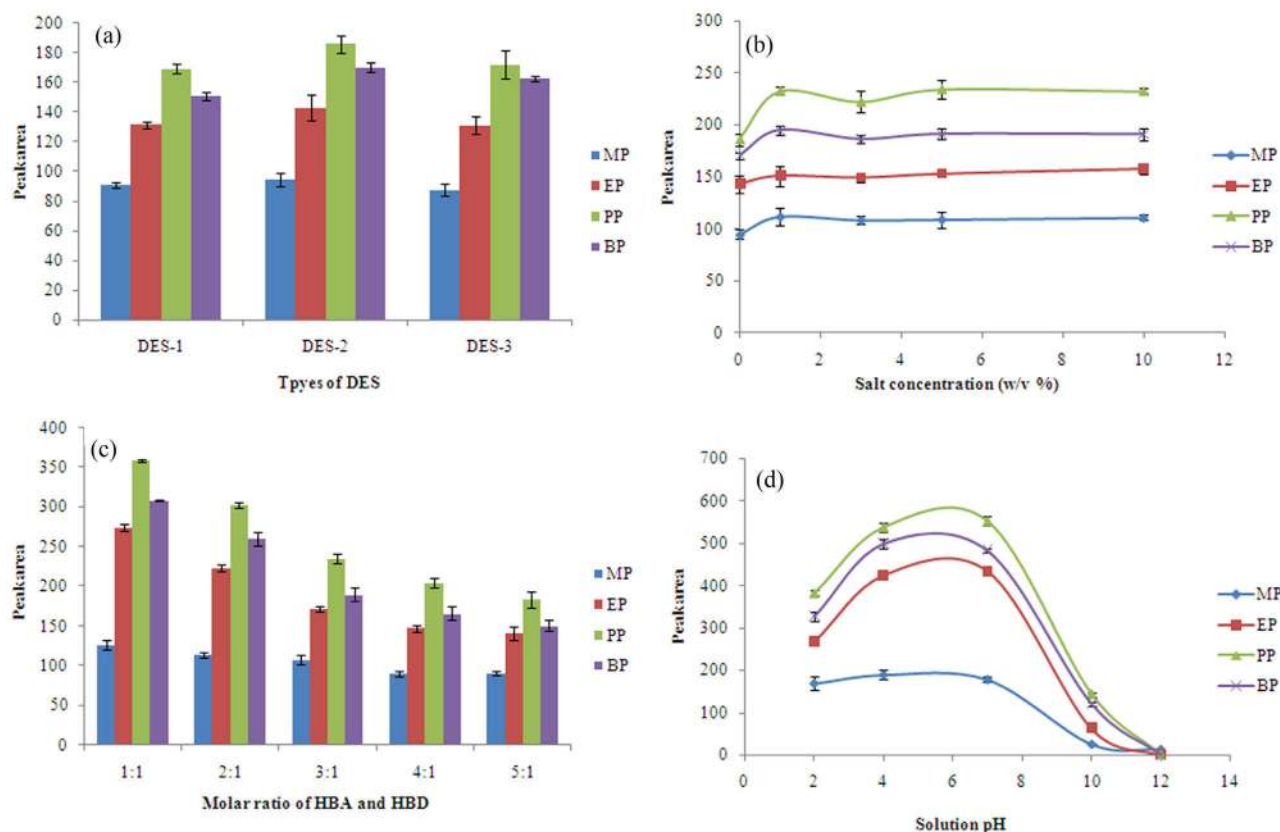 (a)
Peakarea
200
180
160
140
120
100
80
60
40
20
0
DES-1 DES-2 DES-3
Tpyes of DES
MP
EP
PP
BP
(b)
Peakarea
300
250
200
150
100
50
0
0 2 4 6 8 10 12
Salt concentration (w/v %)
MP
EP
PP
BP
(c)
Peakarea
400
350
300
250
200
150
100
50
0
1:1 2:1 3:1 4:1 5:1
Molar ratio of HBA and HBD
MP
EP
PP
BP
(d)
Peakarea
700
600
500
400
300
200
100
0
0 2 4 6 8 10 12 14
Solution pH
MP
EP
PP
BP